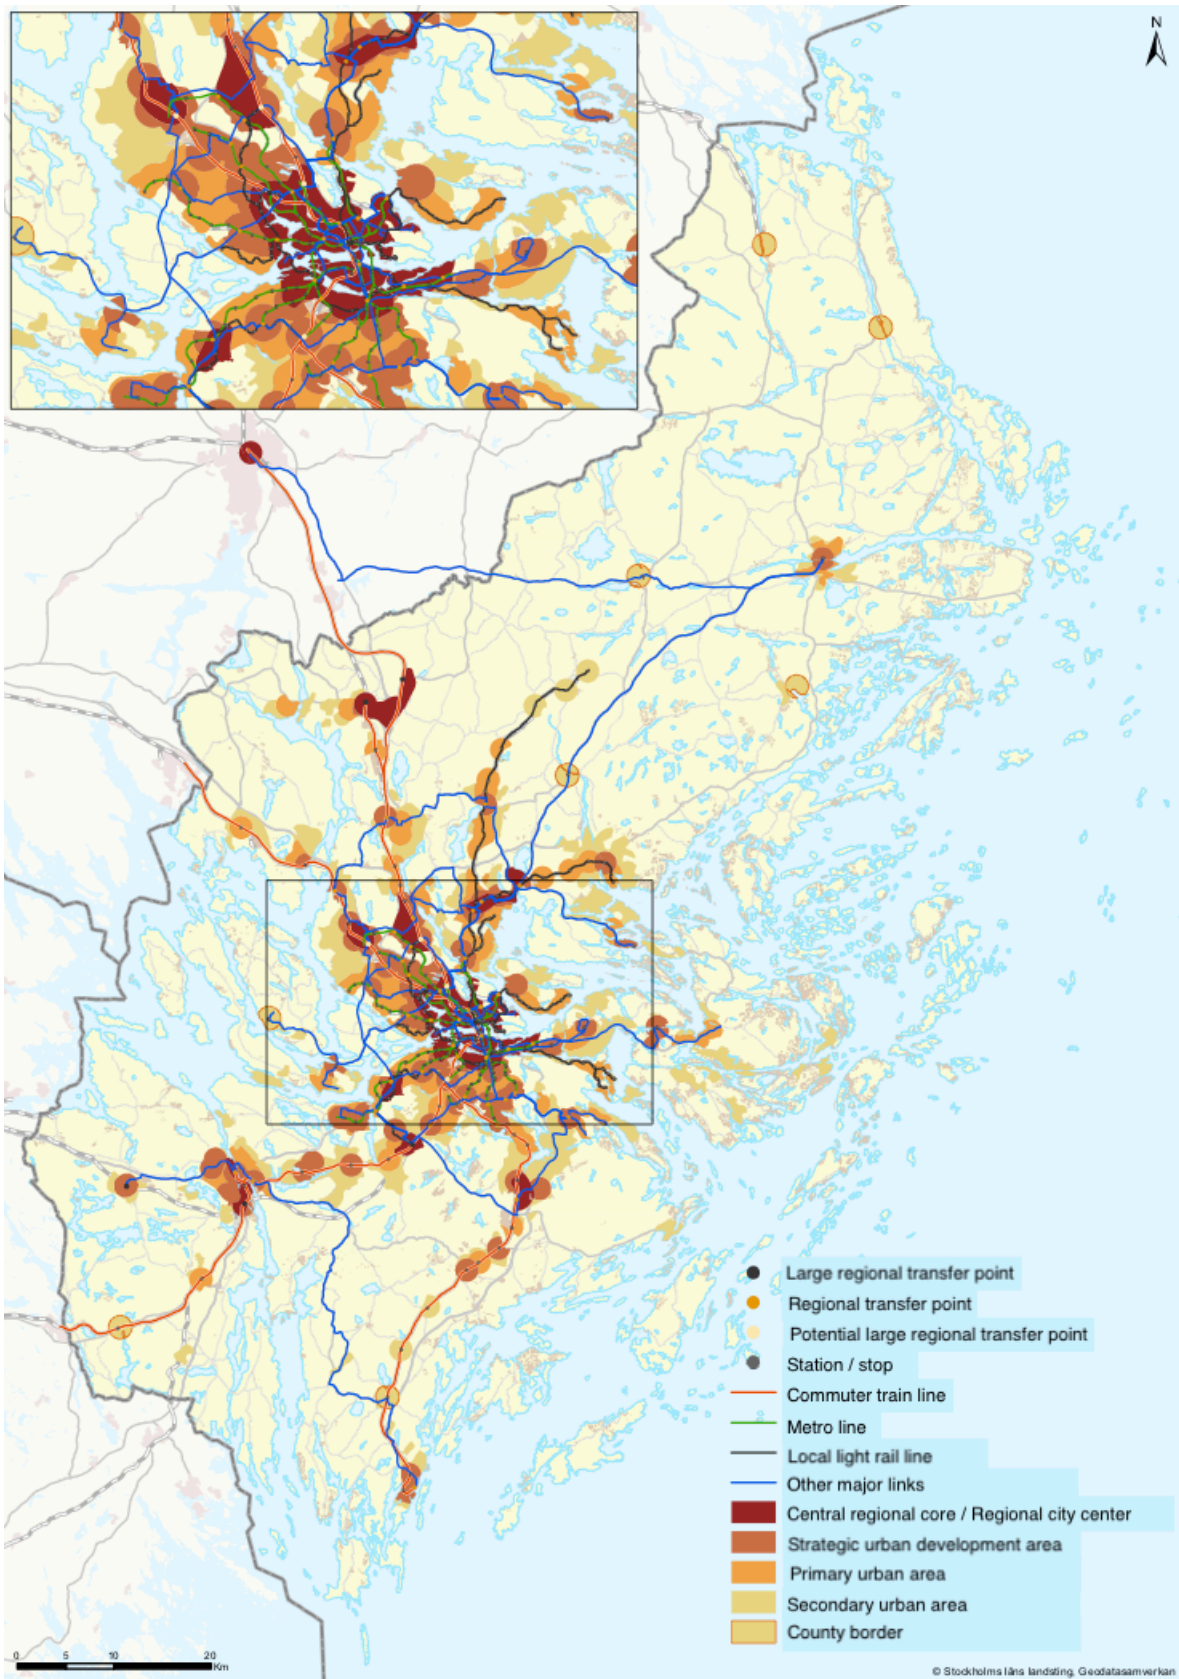 N
Large regional transfer point
Regional transfer point
Potential large regional transfer point
Station / stop
Commuter train line
Metro line
Local light rail line
Other major links
Central regional core / Regional city center
Strategic urban development area
Primary urban area
Secondary urban area
County border
0 5 10 20
Km
© Stockholms läns landsting, Geodatasamverkan